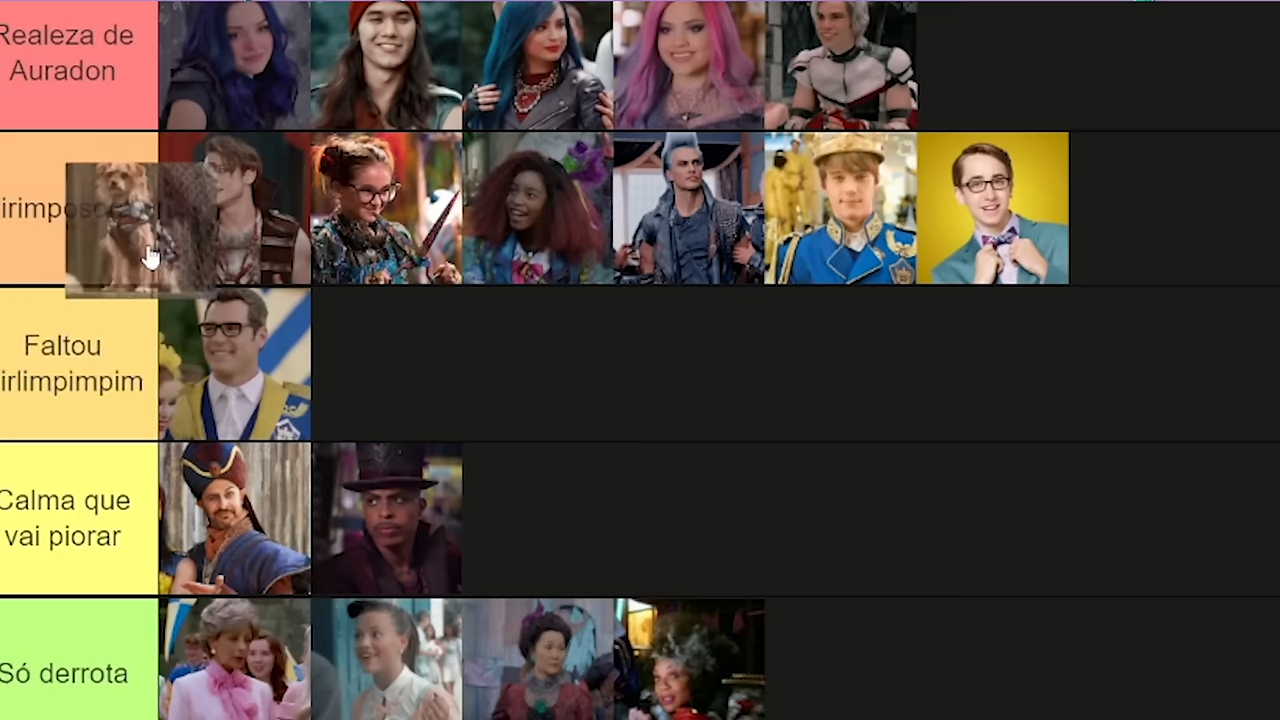 Realeza de
Auradon
Faltou
irlimpimpim
Calma que
vai piorar
Só derrota